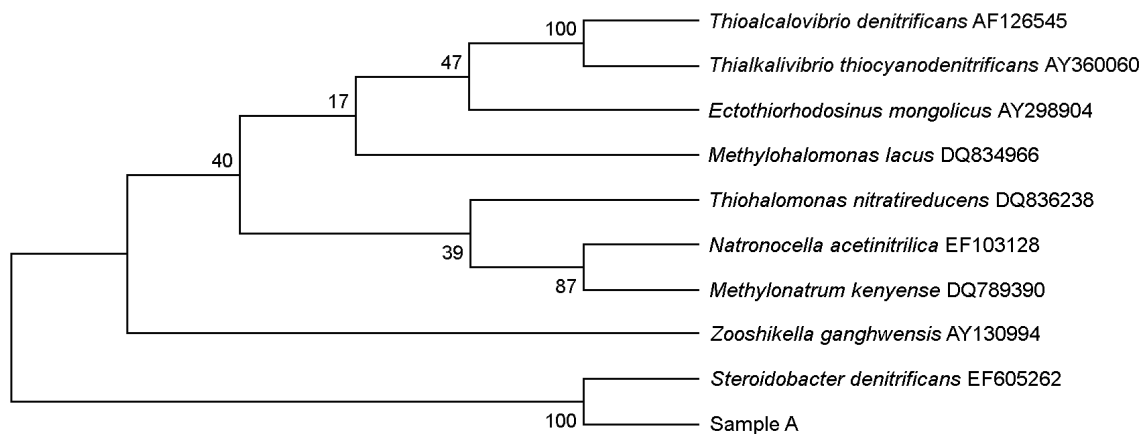 100
Thioalcalovibrio denitrificans AF126545
47
Thialkalivibrio thiocyanodenitrificans AY360060
17
Ectothiorhodosinus mongolicus AY298904
40
Methylohalomonas lacus DQ834966
Thiohalomonas nitratireducens DQ836238
39
Natronocella acetinitrilica EF103128
87
Methylonatrum kenyense DQ789390
Zooshikella ganghwensis AY130994
Steroidobacter denitrificans EF605262
100
Sample A